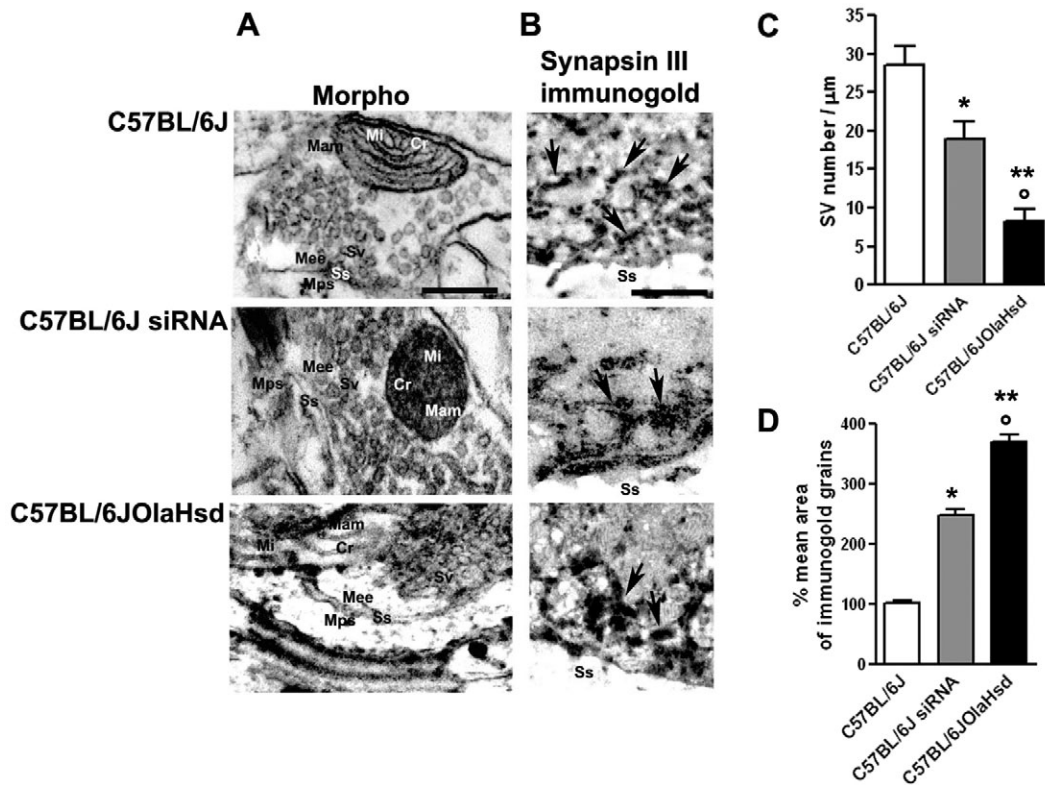 A
B
Morpho
Synapsin III
immunogold
C57BL/6J
Mi
Cr
Mam
Mee
Sv
Ss
Mps
Ss
C57BL/6J siRNA
Mi
Mee
Cr
Sv
Mps
Ss
Mam
Ss
C57BL/6JOlaHsd
Mam
Mi
Cr
Sv
Mee
Mps
Ss
Ss
C
SV number / µm
35
30
25
20
15
10
5
0
*
**
°
C57BL/6J
C57BL/6J siRNA
C57BL/6JOlaHsd
D
% mean area
of immunogold grains
400
300
200
100
0
*
**
°
C57BL/6J
C57BL/6J siRNA
C57BL/6JOlaHsd